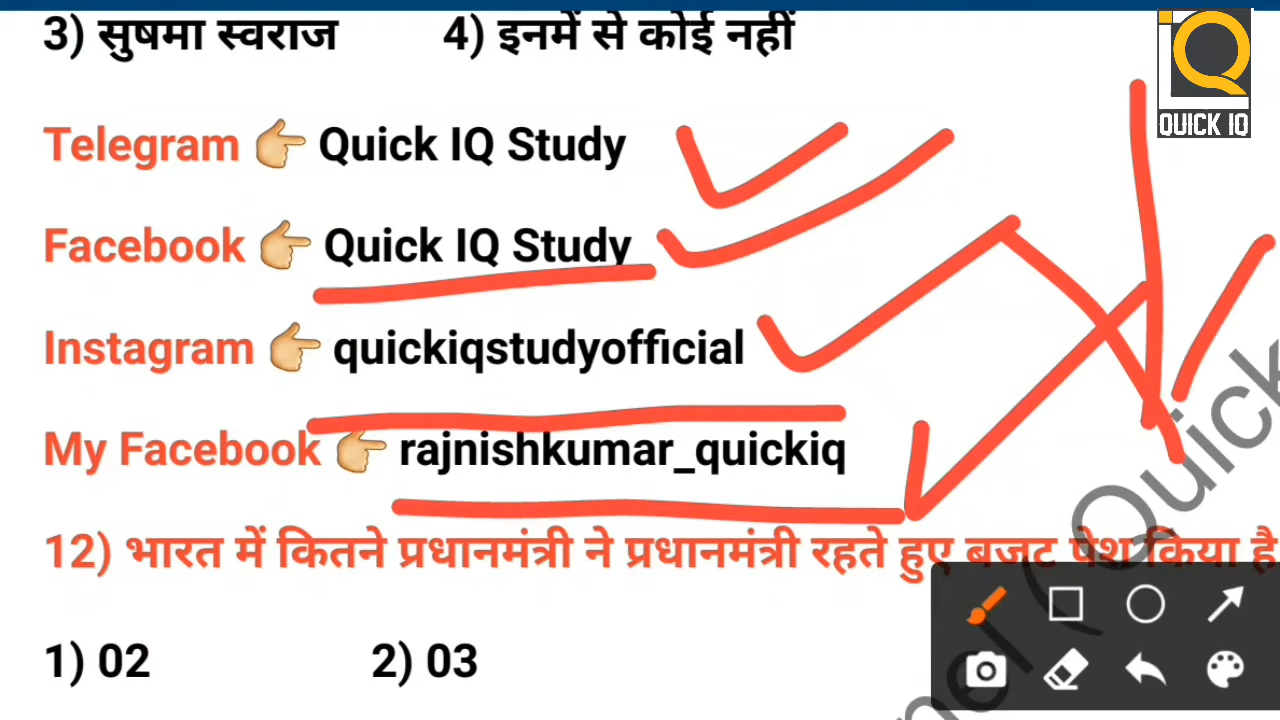 3) सुषमा स्वराज 4) इनमें से कोई नहीं
QUICK IQ
Telegram 👉 Quick IQ Study
Facebook 👉 Quick IQ Study
Instagram 👉 quickiqstudyofficial
My Facebook 👉 rajnishkumar_quickiq
12) भारत में कितने प्रधानमंत्री ने प्रधानमंत्री रहते हुए बजट पेश किया है
1) 02 2) 03
( Quick